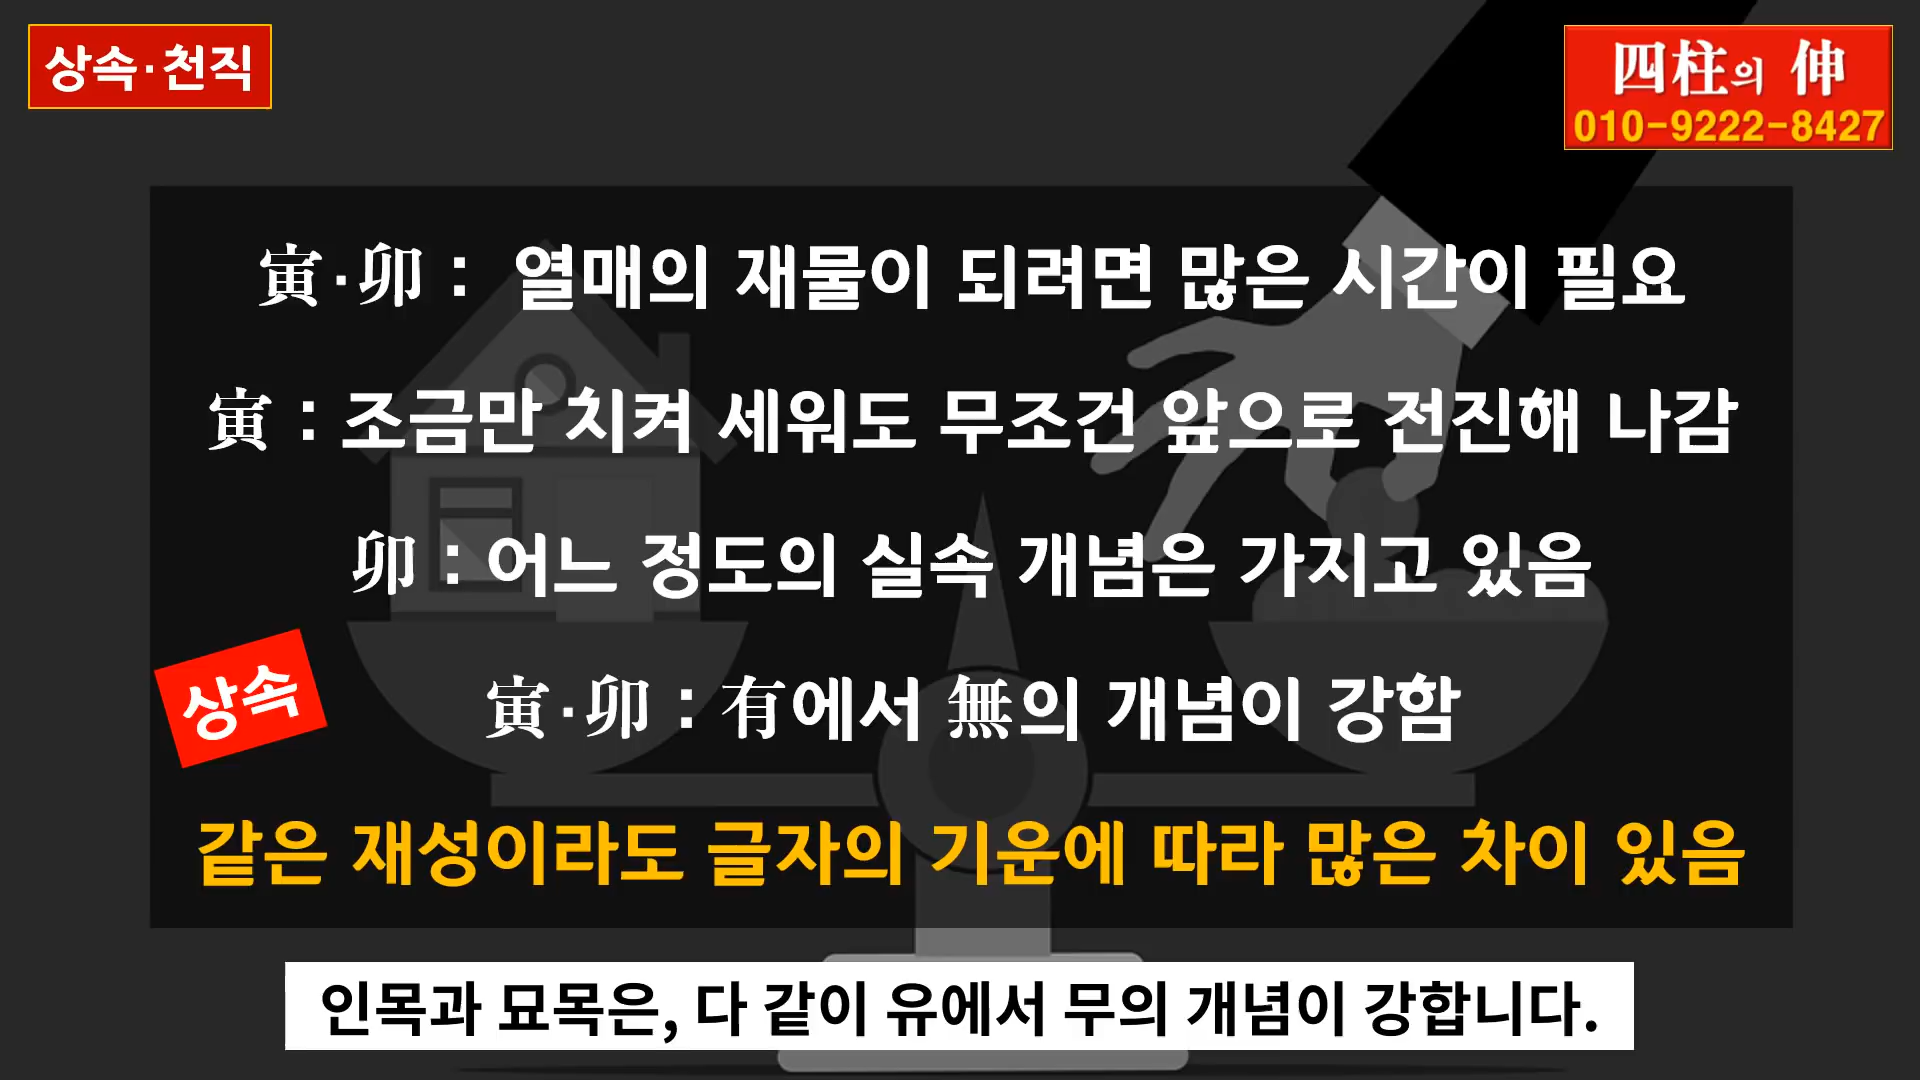 상속·천직
四柱의 伸
010-9222-8427
寅·卯 : 열매의 재물이 되려면 많은 시간이 필요
寅 : 조금만 치켜 세워도 무조건 앞으로 전진해 나감
卯 : 어느 정도의 실속 개념은 가지고 있음
상속
寅·卯 : 有에서 無의 개념이 강함
같은 재성이라도 글자의 기운에 따라 많은 차이 있음
인목과 묘목은, 다 같이 유에서 무의 개념이 강합니다.